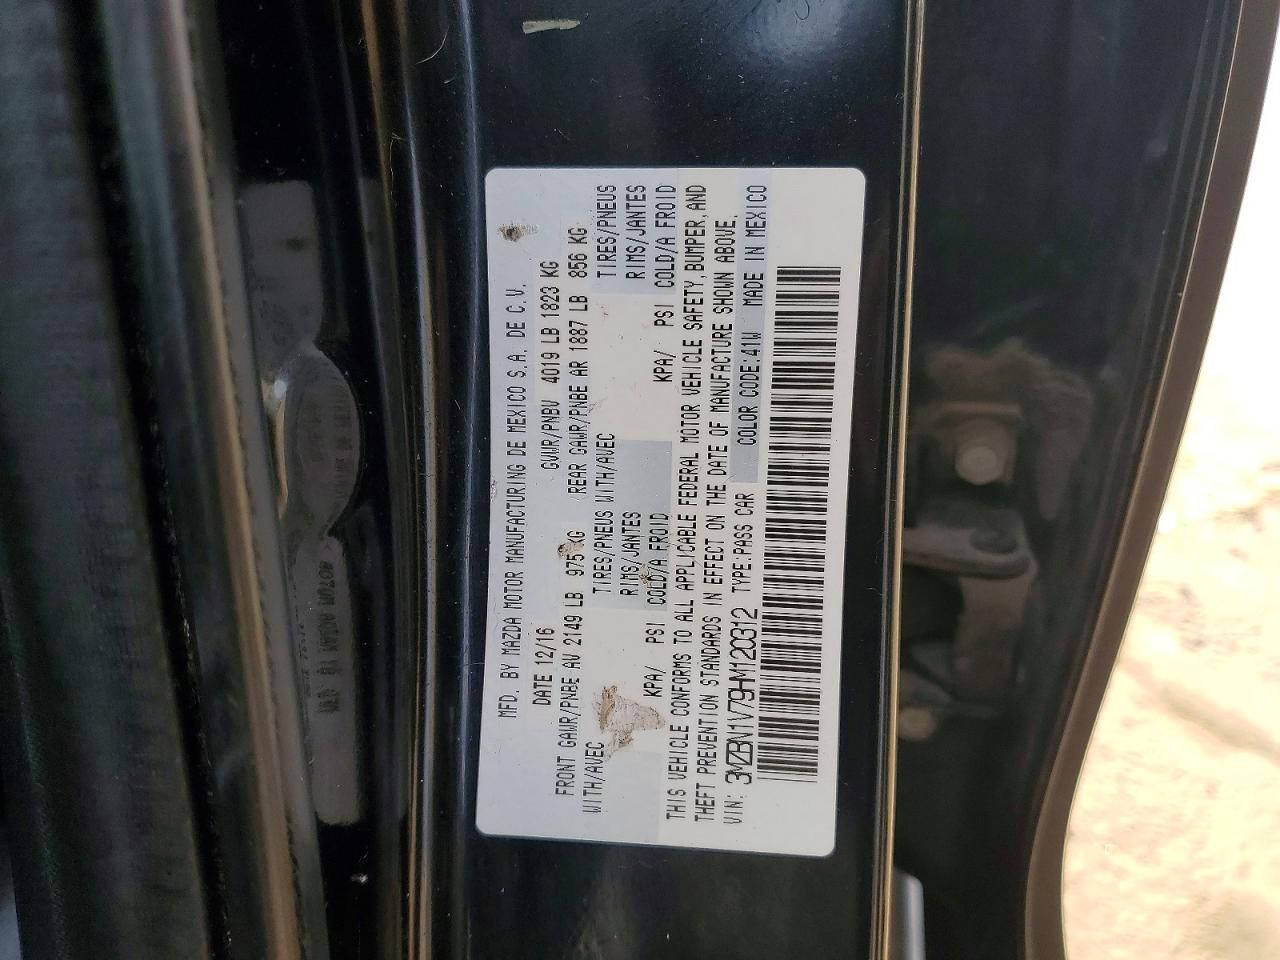 MFD. BY MAZDA MOTOR MANUFACTURING DE MEXICO S.A. DE C.V.
DATE 12/16 GVWR/PNBV 4019 LB 1823 KG
FRONT GAWR/PNBE AV 2149 LB 975 KG REAR GAWR/PNBE AR 1887 LB 856 KG
WITH/AVEC TIRES/PNEUS WITH/AVEC TIRES/PNEUS
RIMS/JANTES RIMS/JANTES
KPA/ PSI COLD/A FROID KPA/ PSI COLD/A FROID
THIS VEHICLE CONFORMS TO ALL APPLICABLE FEDERAL MOTOR VEHICLE SAFETY, BUMPER, AND
THEFT PREVENTION STANDARDS IN EFFECT ON THE DATE OF MANUFACTURE SHOWN ABOVE.
VIN: 3MZBN1V79HM120312 TYPE:PASS CAR COLOR CODE:41W MADE IN MEXICO